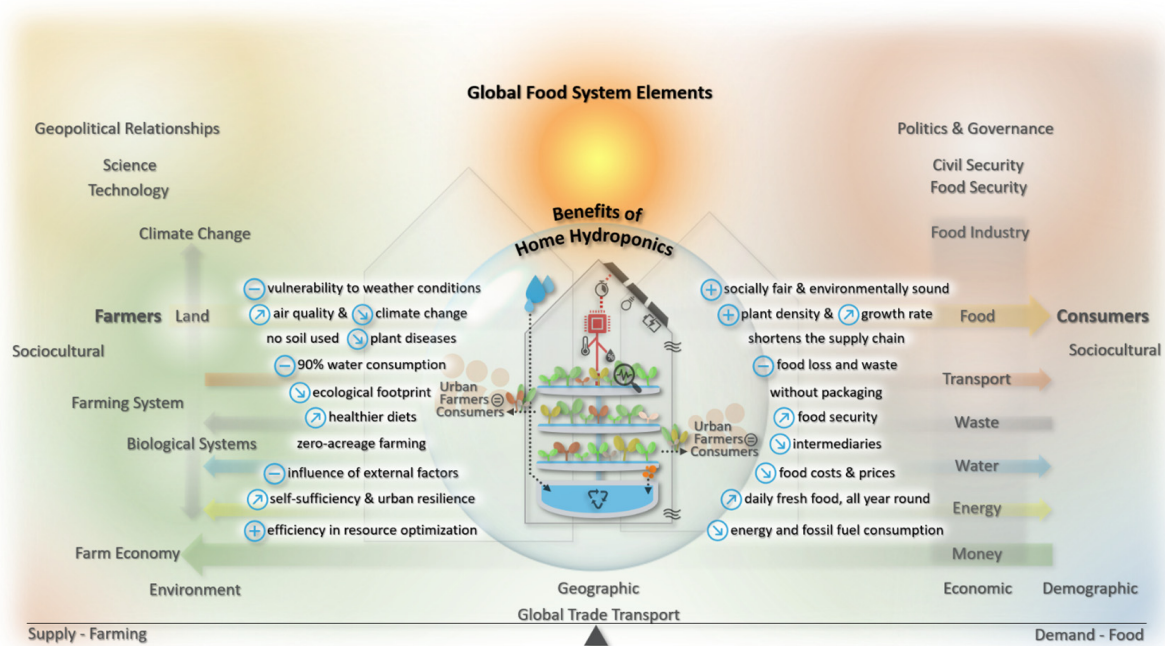 Global Food System Elements
Geopolitical Relationships
Science
Technology
Climate Change
Farmers Land
Sociocultural
Farming System
Biological Systems
Farm Economy
Environment
Politics & Governance
Civil Security
Food Security
Food Industry
Food
Consumers
Sociocultural
Transport
Waste
Water
Energy
Money
Economic
Demographic
Benefits of
Home Hydroponics
vulnerability to weather conditions
air quality & climate change
no soil used plant diseases
90% water consumption
ecological footprint
healthier diets
zero-acreage farming
influence of external factors
self-sufficiency & urban resilience
efficiency in resource optimization
Urban
Farmers
Consumers
socially fair & environmentally sound
plant density & growth rate
shortens the supply chain
food loss and waste
without packaging
food security
intermediaries
food costs & prices
daily fresh food, all year round
energy and fossil fuel consumption
Urban
Farmers
Consumers
Geographic
Global Trade Transport
Supply - Farming
Demand - Food